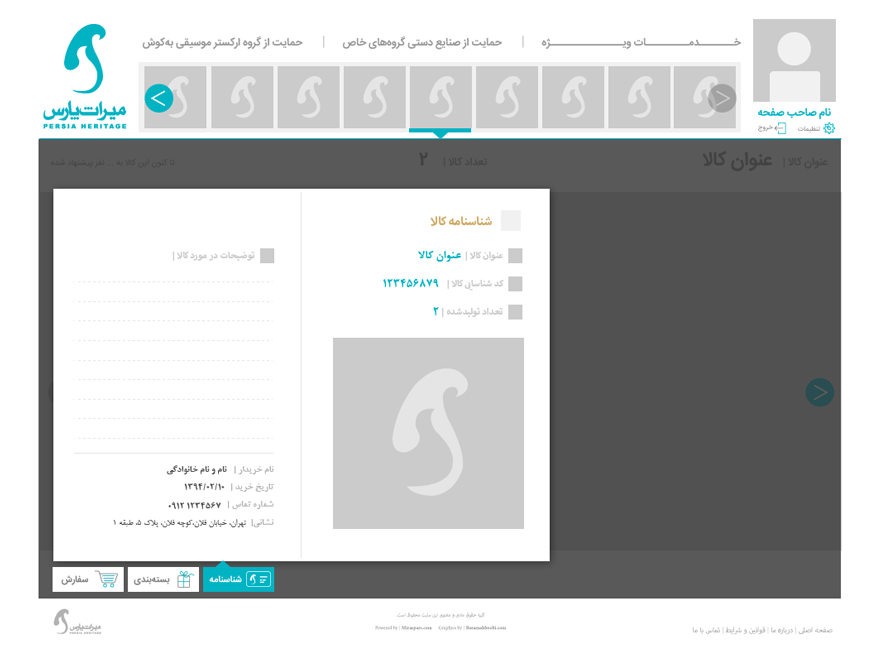 خدمات ویژه | حمایت از صنایع دستی گروه‌های خاص | حمایت از گروه ارکستر موسیقی به‌کوش
میراث پارس
PERSIA HERITAGE
< >
نام صاحب صفحه
تنظیمات خروج
عنوان کالا | عنوان کالا تعداد کالا | ۲ تا کنون این کالا به ... نفر پیشنهاد شده
شناسنامه کالا
عنوان کالا | عنوان کالا
کد شناسایی کالا | ۱۲۳۴۵۶۸۷۹
تعداد تولیدشده | ۲
توضیحات در مورد کالا |
نام خریدار | نام و نام خانوادگی
تاریخ خرید | ۱۳۹۴/۰۲/۱۰
شماره تماس | ۰۹۱۲ ۱۲۳۴۵۶۷
نشانی| تهران، خیابان فلان،کوچه فلان، پلاک ۵، طبقه ۱
شناسنامه بسته‌بندی سفارش
صفحه اصلی | درباره ما | قوانین و شرایط | تماس با ما
کلیه حقوق مادی و معنوی این سایت محفوظ است.
Powered by | Miraspars.com Graphics by |
میراث پارس
PERSIA HERITAGE